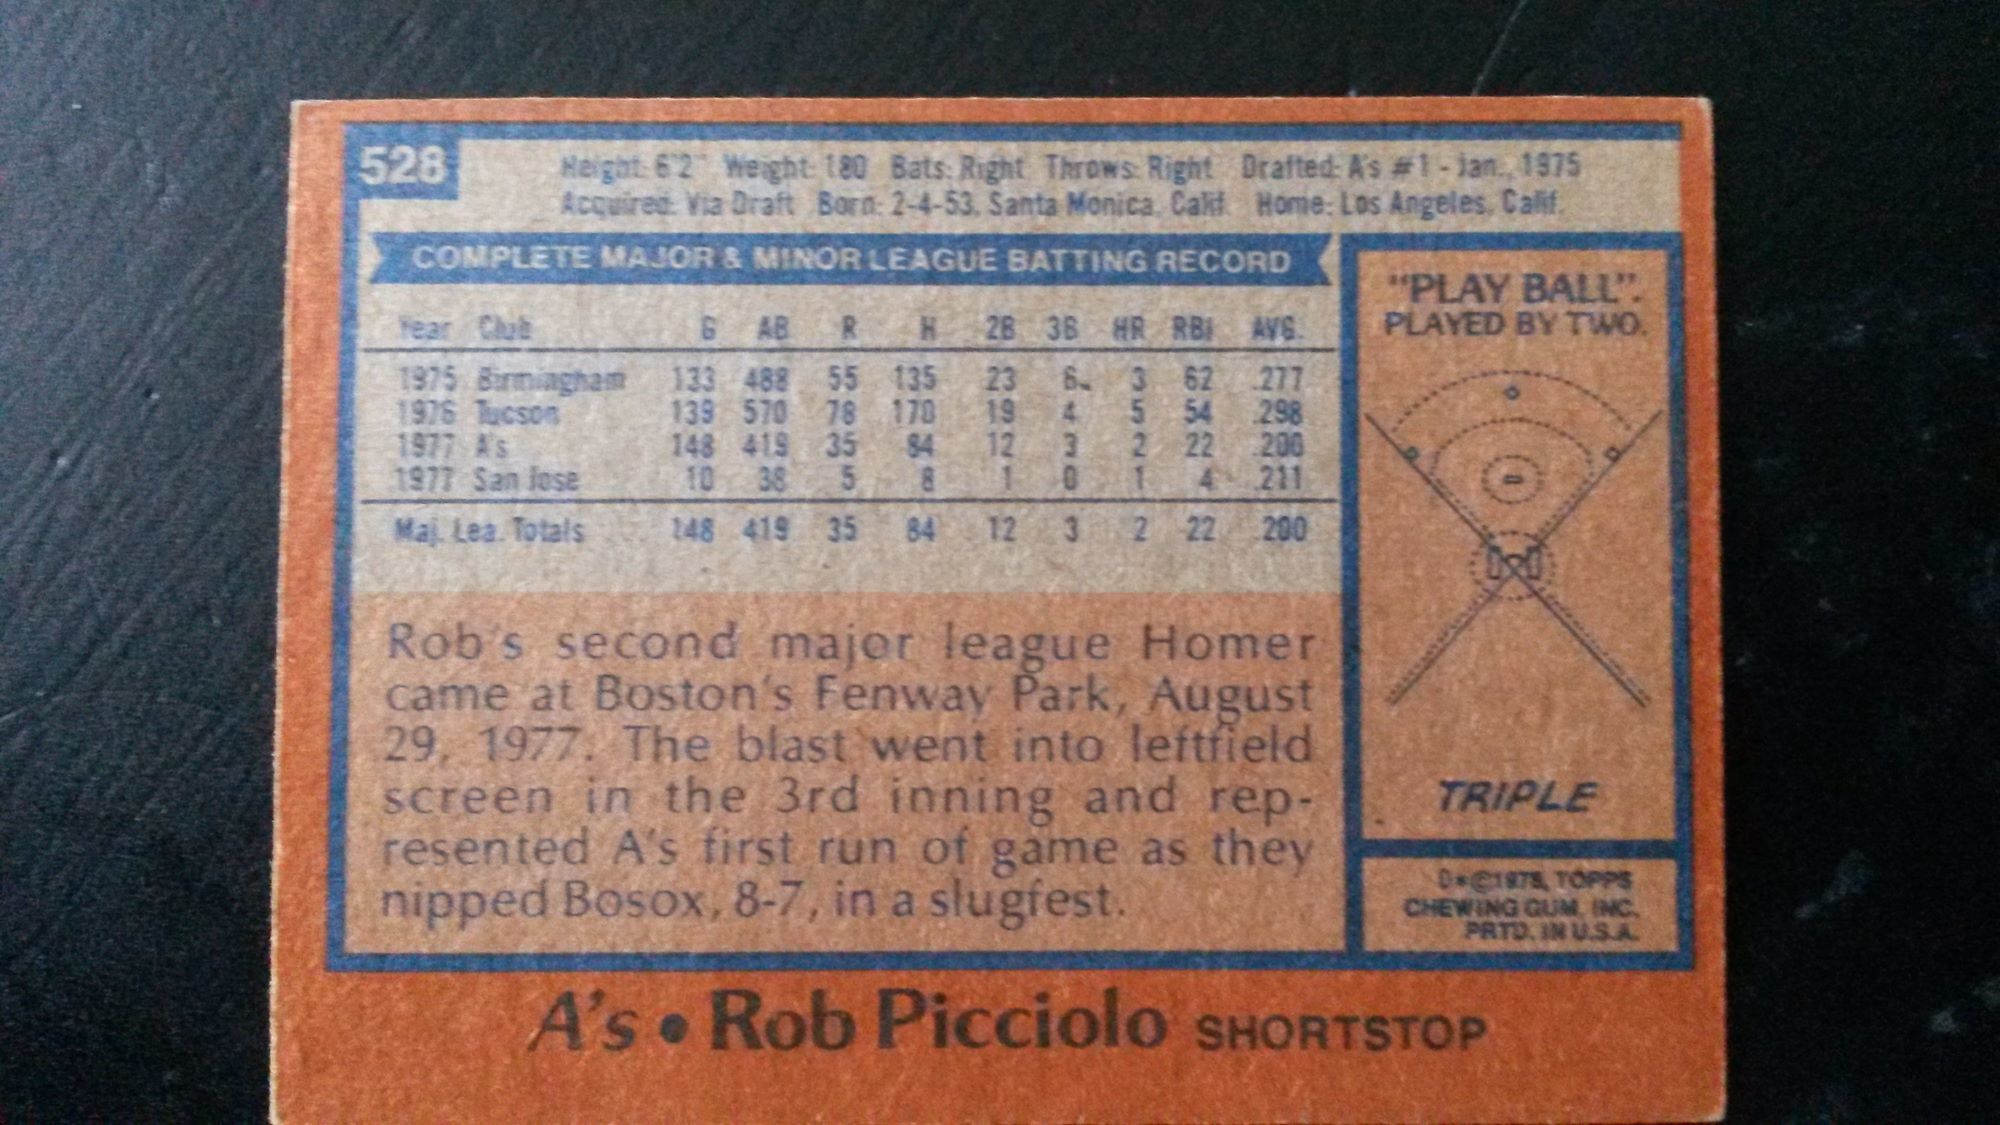 528
Height: 6'2" Weight: 180 Bats: Right Throws: Right Drafted: A's #1 - Jan., 1975
Acquired: Via Draft Born: 2-4-53, Santa Monica, Calif. Home: Los Angeles, Calif.
COMPLETE MAJOR & MINOR LEAGUE BATTING RECORD
Year Club G AB R H 2B 3B HR RBI AVG.
1975 Birmingham 133 488 55 135 23 6 3 62 .277
1976 Tucson 139 570 78 170 19 4 5 54 .298
1977 A's 148 419 35 84 12 3 2 22 .200
1977 San Jose 10 38 5 8 1 0 1 4 .211
Maj. Lea. Totals 148 419 35 84 12 3 2 22 .200
Rob's second major league Homer
came at Boston's Fenway Park, August
29, 1977. The blast went into leftfield
screen in the 3rd inning and rep-
resented A's first run of game as they
nipped Bosox, 8-7, in a slugfest.
"PLAY BALL".
PLAYED BY TWO.
TRIPLE
D*©1978, TOPPS
CHEWING GUM, INC.
PRTD. IN U.S.A.
A's • Rob Picciolo SHORTSTOP